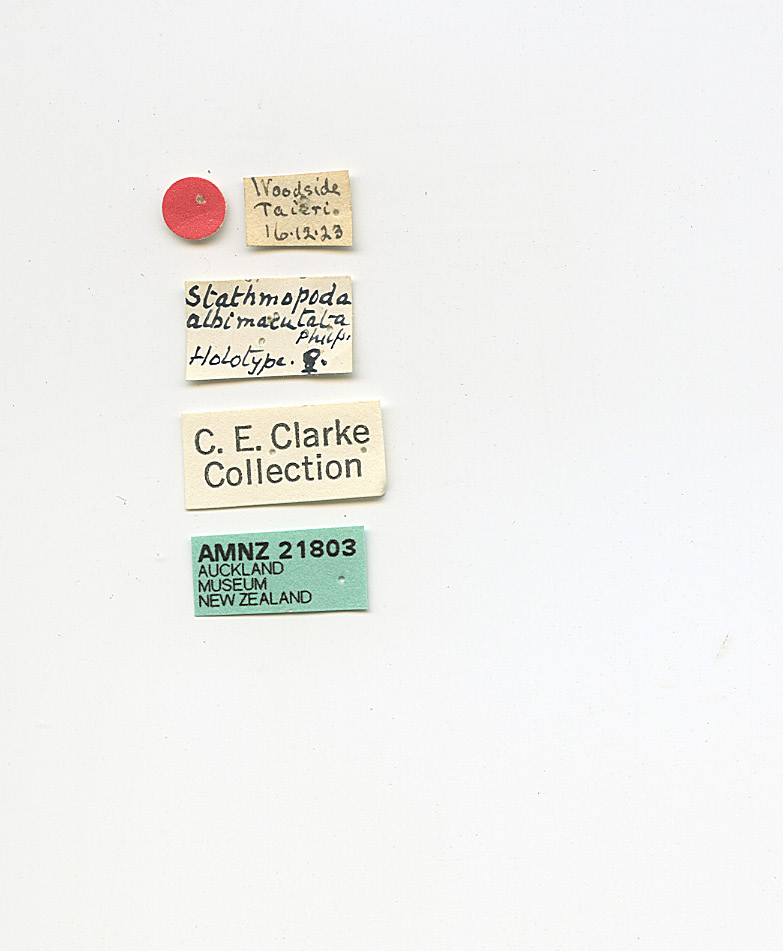 Woodside
Taieri.
16.12.23
Stathmopoda
albimaculata
Philp.
Holotype. ♀.
C. E. Clarke
Collection
AMNZ 21803
AUCKLAND
MUSEUM
NEW ZEALAND